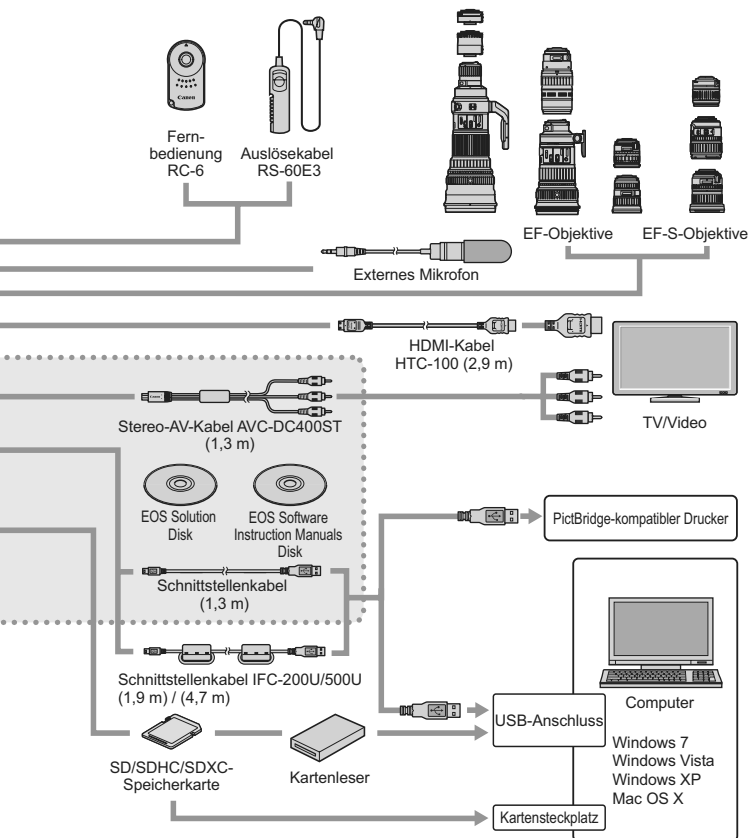 Canon
Fern-
bedienung
RC-6
Auslösekabel
RS-60E3
EF-Objektive
EF-S-Objektive
Externes Mikrofon
HDMI-Kabel
HTC-100 (2,9 m)
TV/Video
Stereo-AV-Kabel AVC-DC400ST
(1,3 m)
EOS Solution
Disk
EOS Software
Instruction Manuals
Disk
PictBridge-kompatibler Drucker
Schnittstellenkabel
(1,3 m)
Schnittstellenkabel IFC-200U/500U
(1,9 m) / (4,7 m)
Computer
USB-Anschluss
Windows 7
Windows Vista
Windows XP
Mac OS X
SD/SDHC/SDXC-
Speicherkarte
Kartenleser
Kartensteckplatz